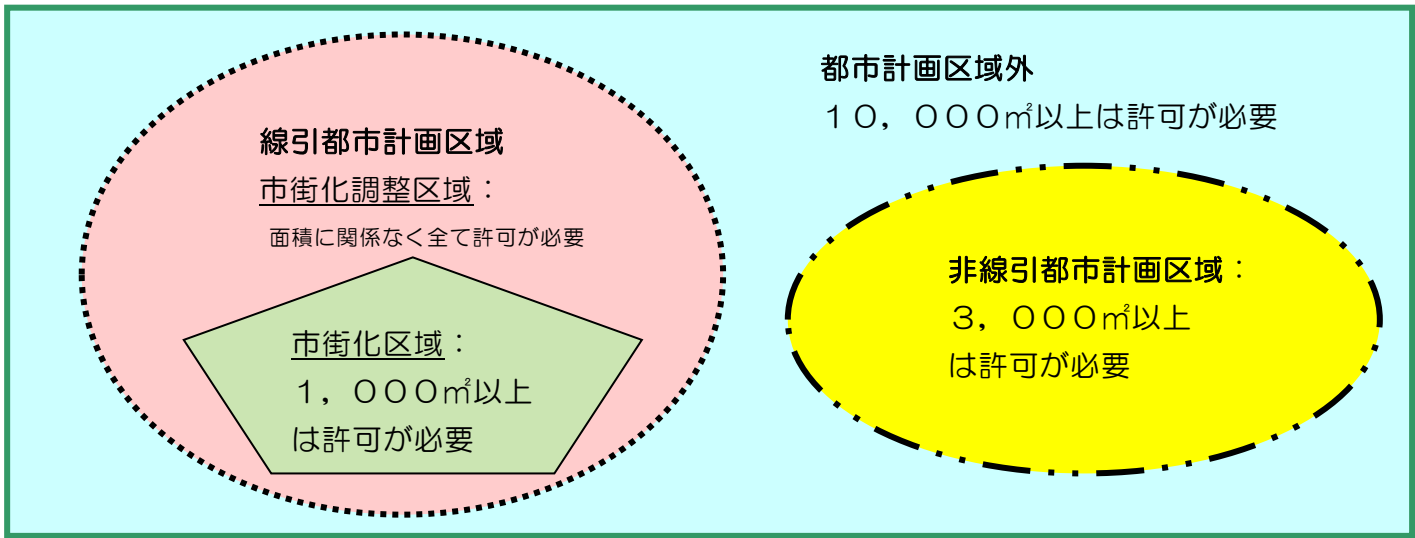 線引都市計画区域
市街化調整区域：
面積に関係なく全て許可が必要
市街化区域：
１，０００㎡以上
は許可が必要
都市計画区域外
１０，０００㎡以上は許可が必要
非線引都市計画区域：
３，０００㎡以上
は許可が必要